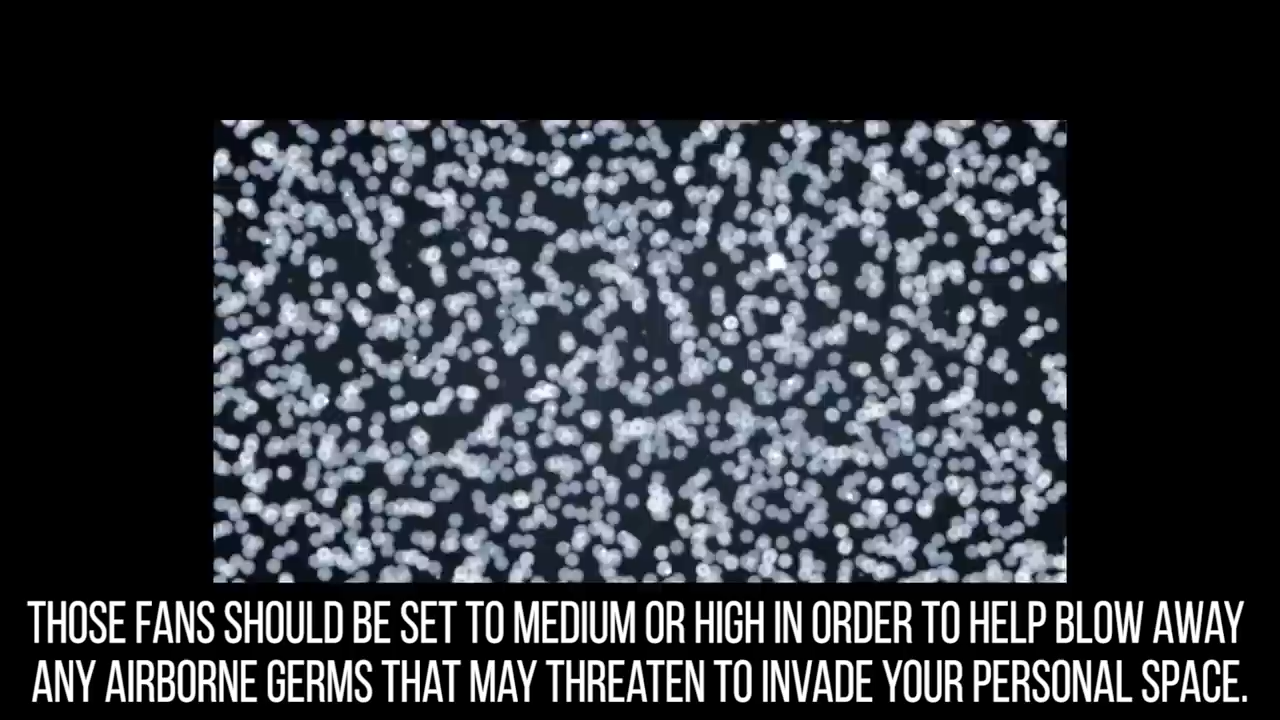 THOSE FANS SHOULD BE SET TO MEDIUM OR HIGH IN ORDER TO HELP BLOW AWAY
ANY AIRBORNE GERMS THAT MAY THREATEN TO INVADE YOUR PERSONAL SPACE.